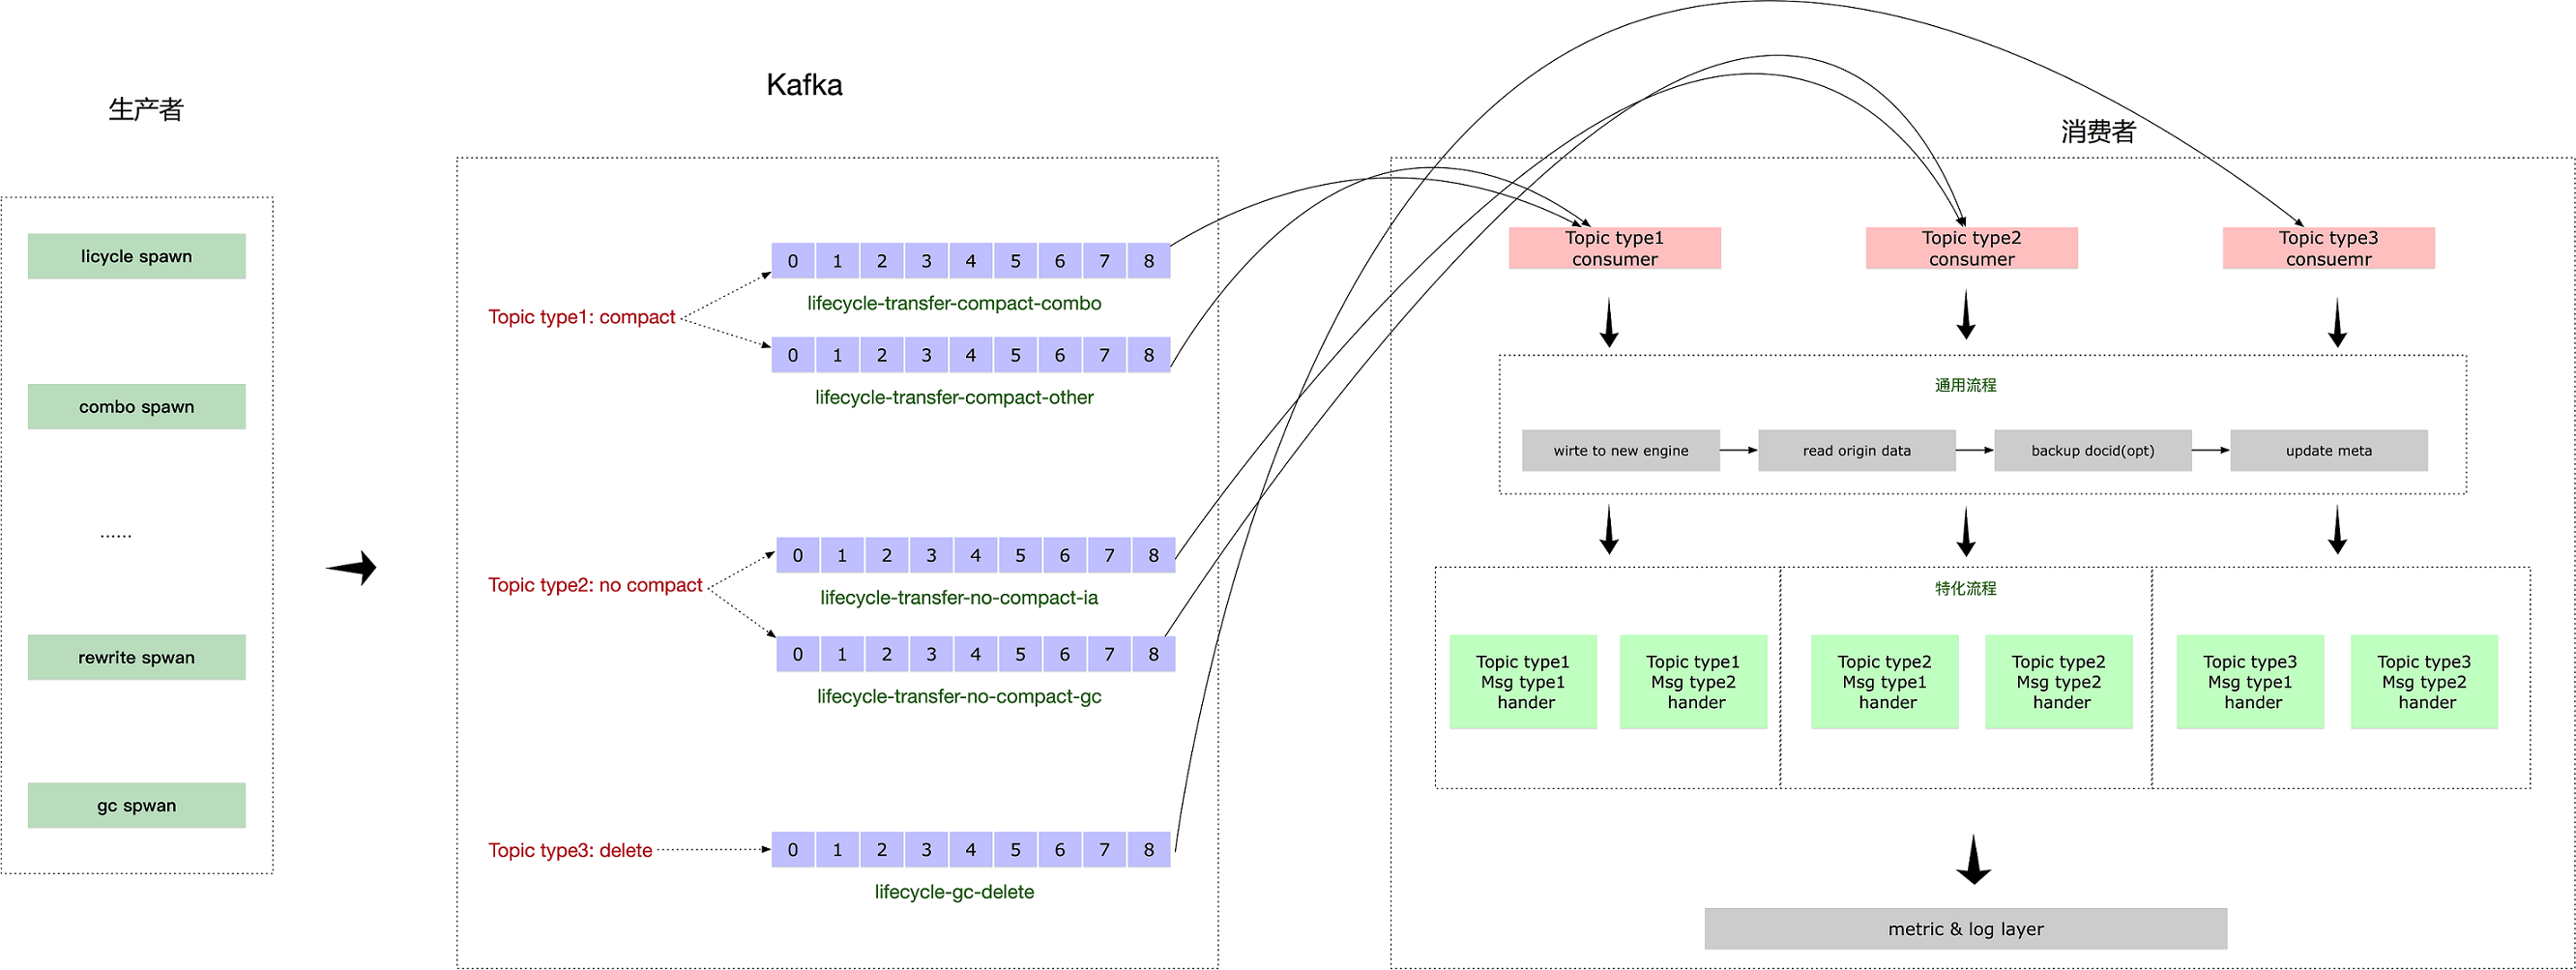 生产者
licycle spawn
combo spawn
......
rewrite spwan
gc spwan
Kafka
Topic type1: compact
0 1 2 3 4 5 6 7 8
lifecycle-transfer-compact-combo
0 1 2 3 4 5 6 7 8
lifecycle-transfer-compact-other
Topic type2: no compact
0 1 2 3 4 5 6 7 8
lifecycle-transfer-no-compact-ia
0 1 2 3 4 5 6 7 8
lifecycle-transfer-no-compact-gc
Topic type3: delete
0 1 2 3 4 5 6 7 8
lifecycle-gc-delete
消费者
Topic type1
consumer
Topic type2
consumer
Topic type3
consuemr
通用流程
wirte to new engine
read origin data
backup docid(opt)
update meta
特化流程
Topic type1
Msg type1
hander
Topic type1
Msg type2
hander
Topic type2
Msg type1
hander
Topic type2
Msg type2
hander
Topic type3
Msg type1
hander
Topic type3
Msg type2
hander
metric & log layer